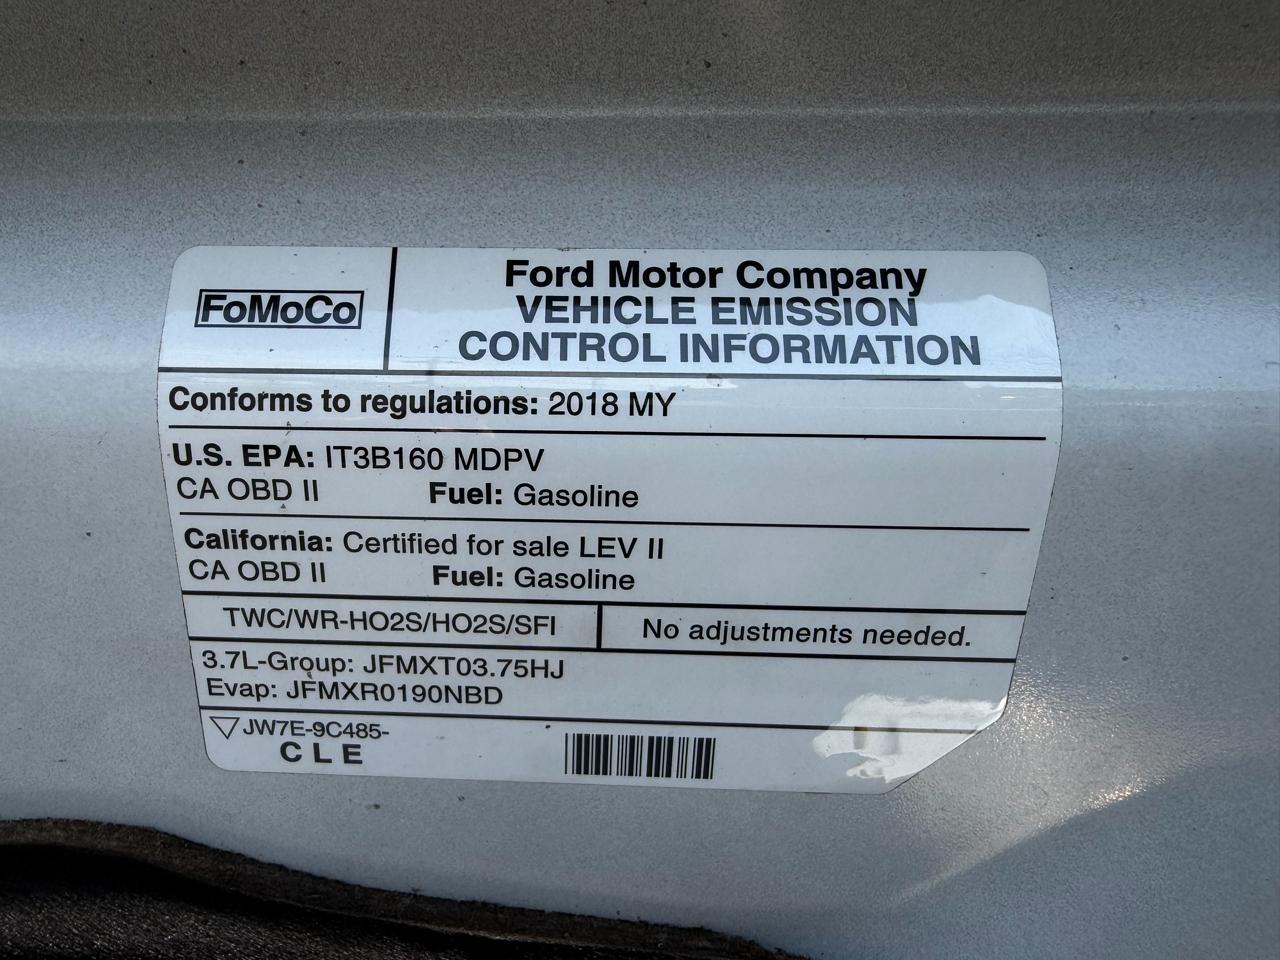 FoMoCo
Ford Motor Company
VEHICLE EMISSION
CONTROL INFORMATION
Conforms to regulations: 2018 MY
U.S. EPA: IT3B160 MDPV
CA OBD II Fuel: Gasoline
California: Certified for sale LEV II
CA OBD II Fuel: Gasoline
TWC/WR-HO2S/HO2S/SFI
No adjustments needed.
3.7L-Group: JFMXT03.75HJ
Evap: JFMXR0190NBD
JW7E-9C485-
CLE